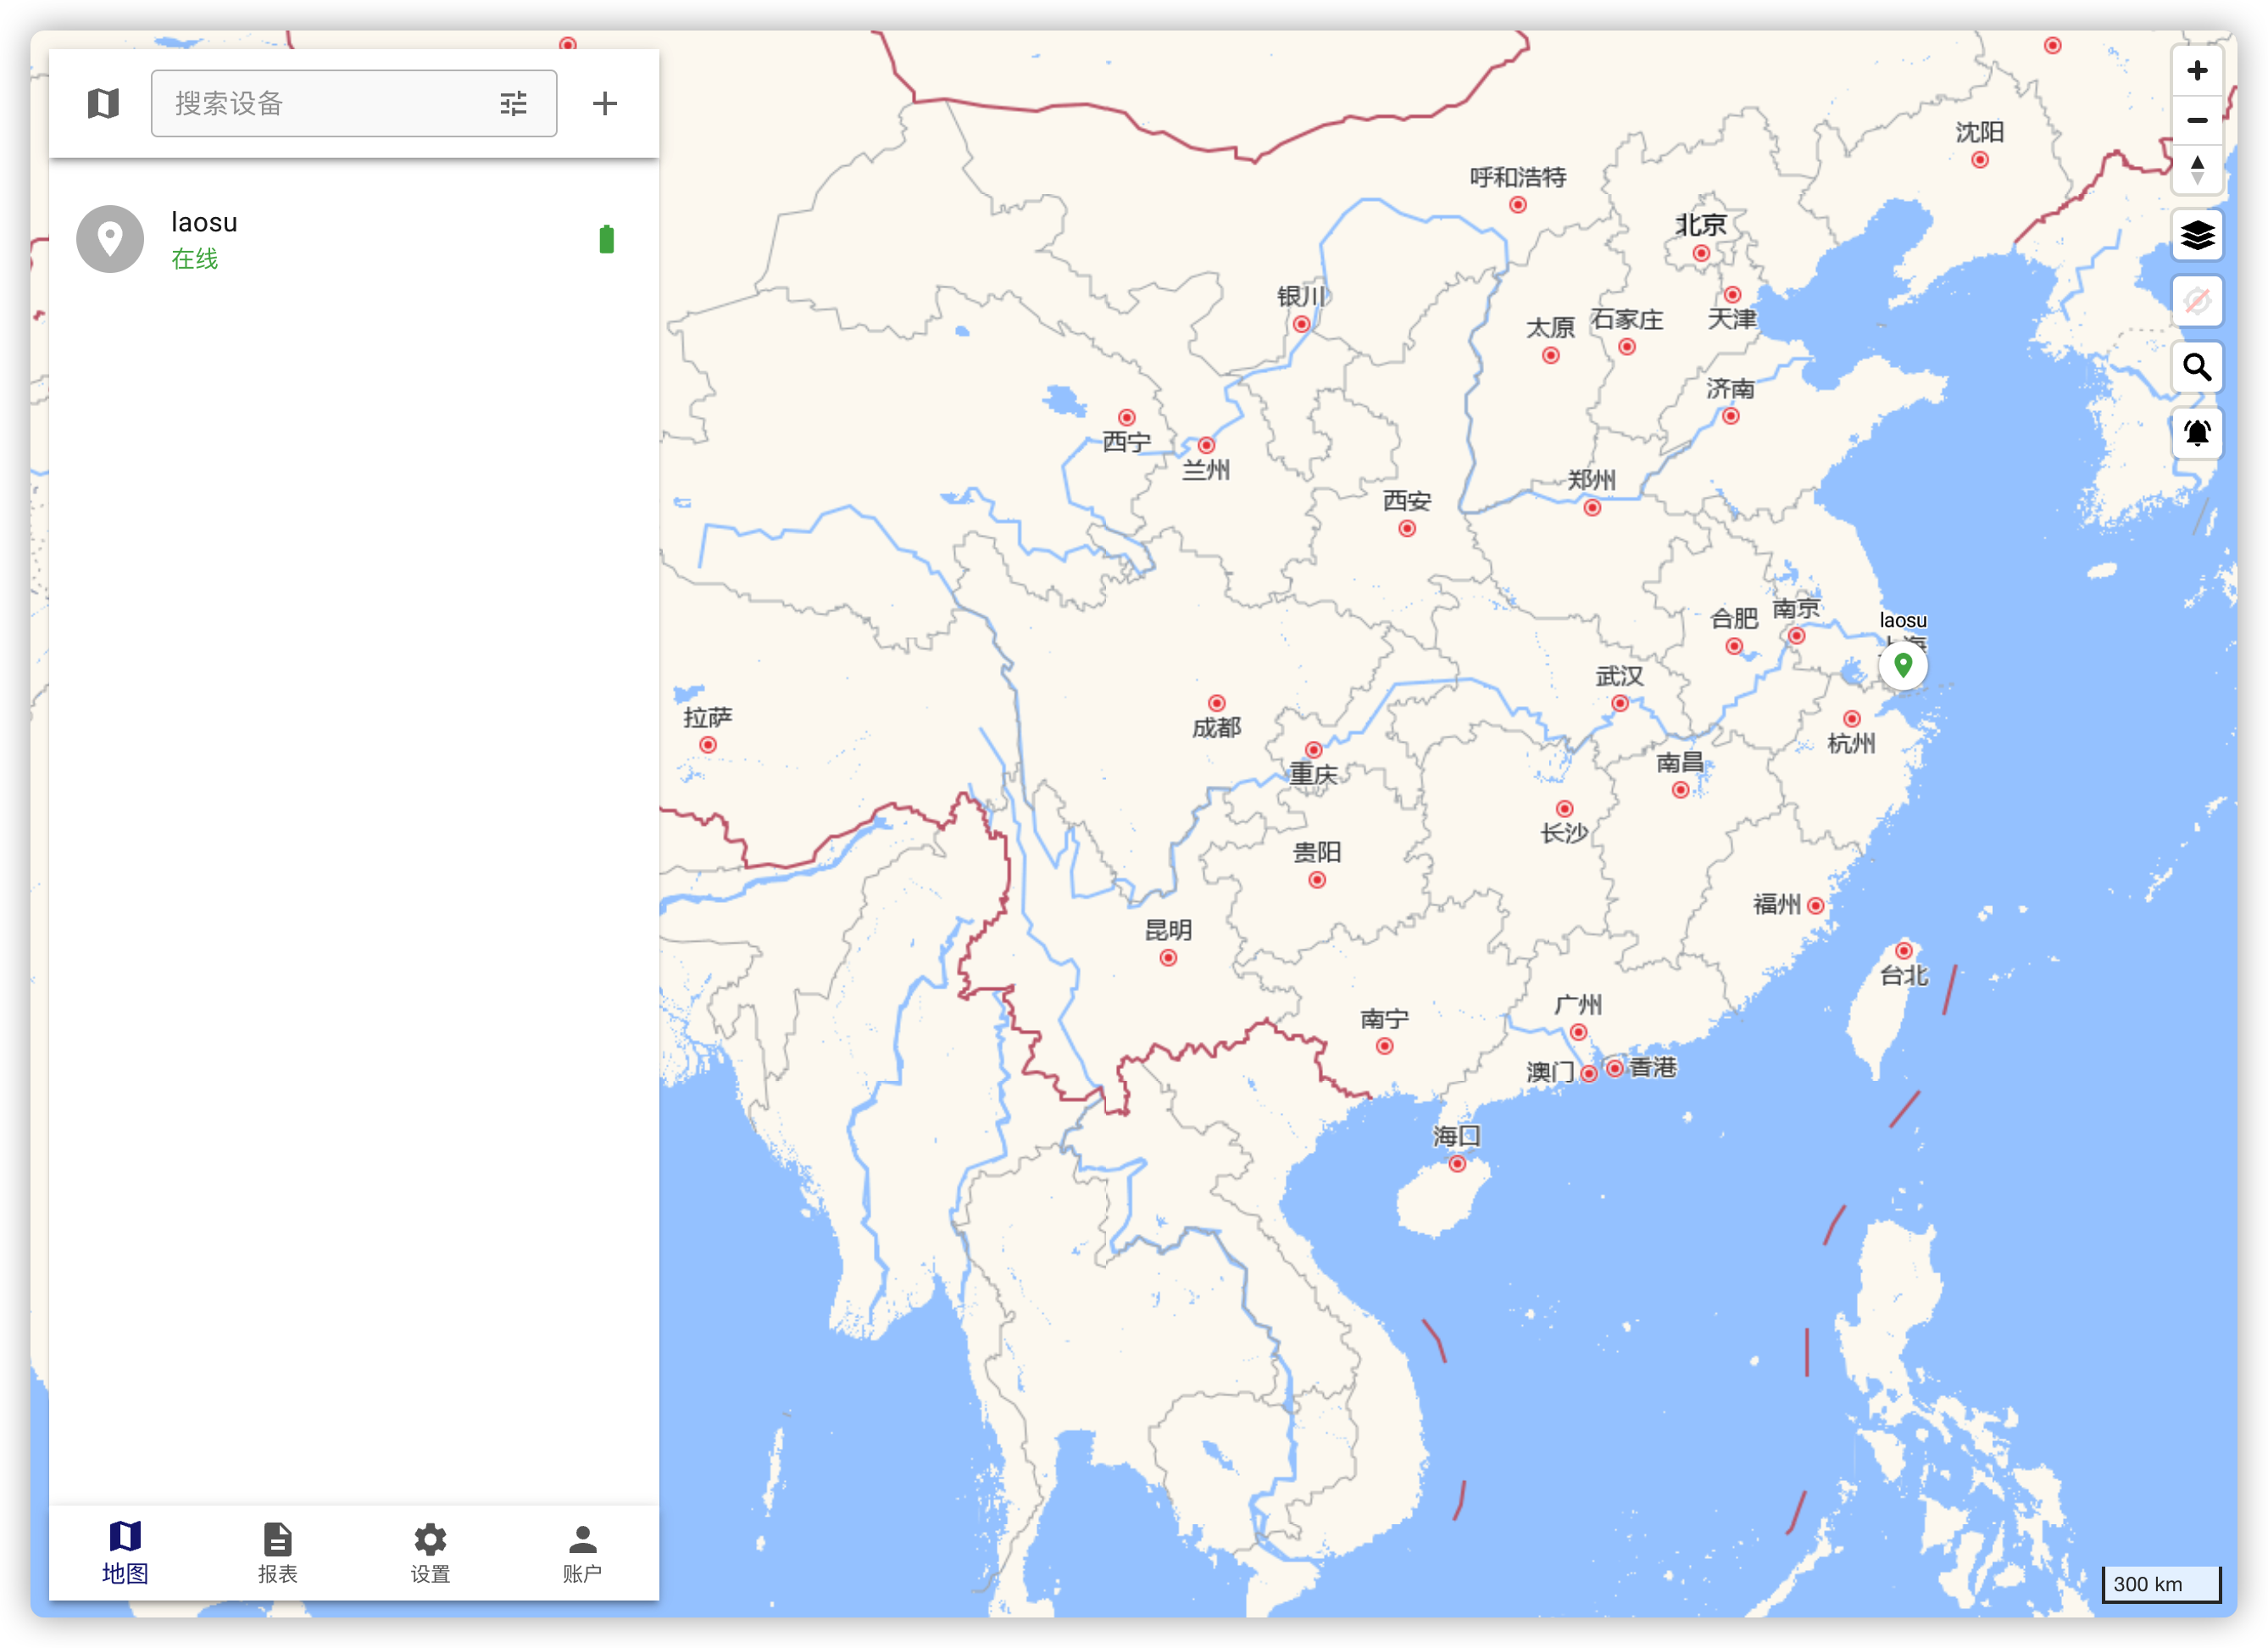 搜索设备
laosu
在线
沈阳
呼和浩特
北京
银川
天津
石家庄
太原
济南
西宁
兰州
郑州
西安
南京
合肥
laosu
上海
武汉
拉萨
成都
杭州
重庆
南昌
长沙
贵阳
福州
昆明
台北
广州
南宁
澳门
香港
海口
地图
报表
设置
账户
300 km